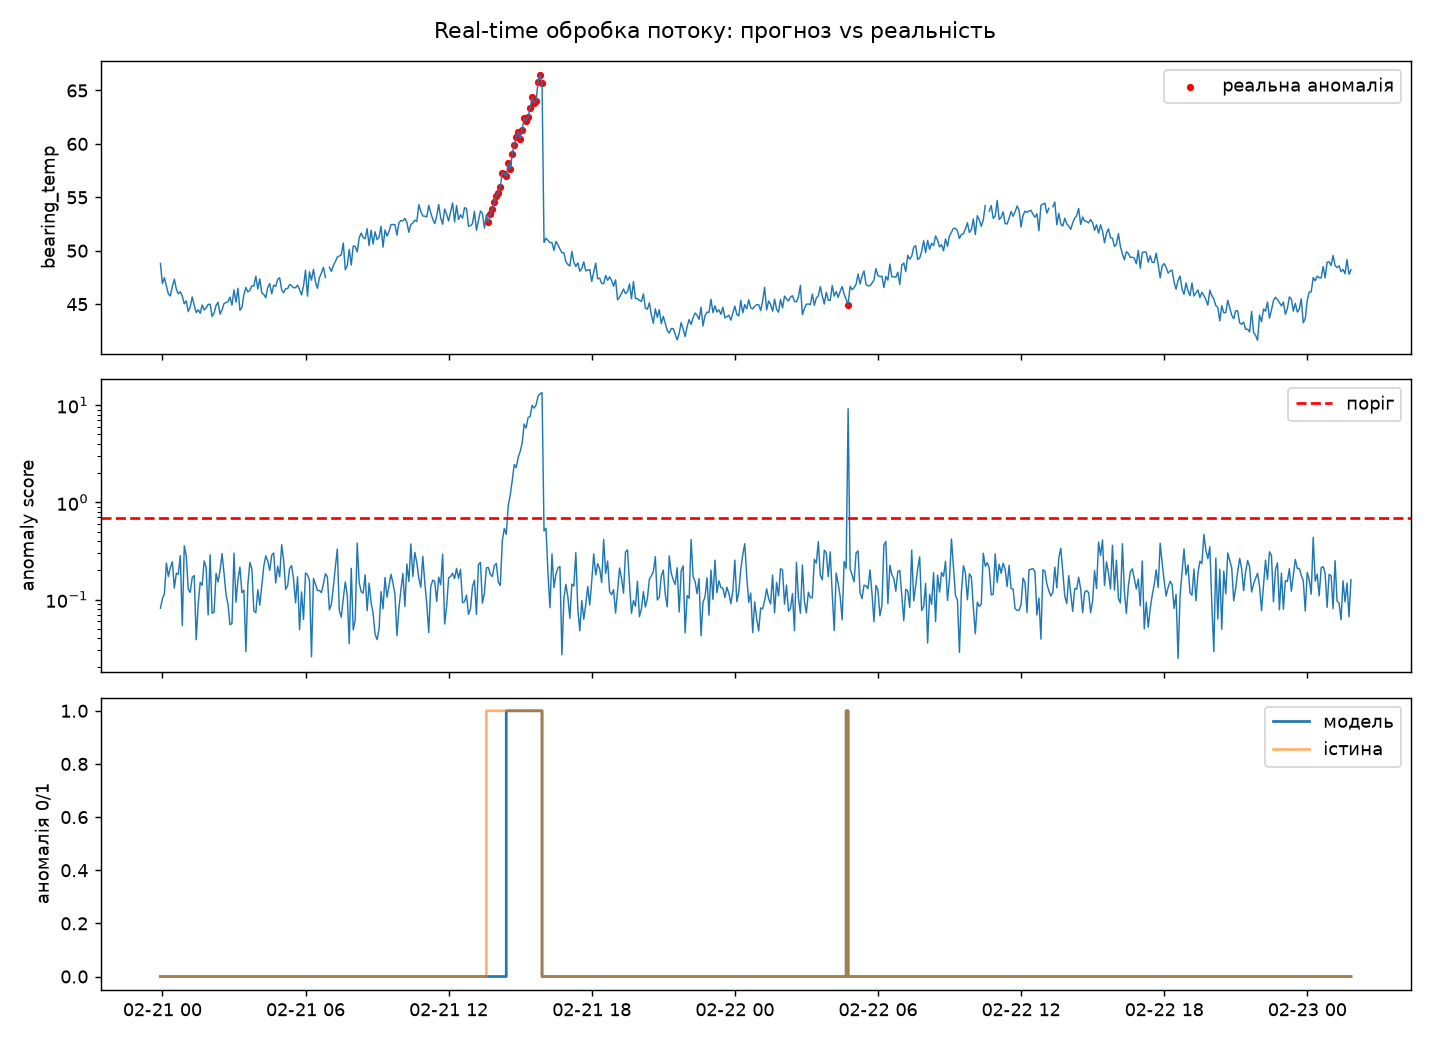 Real-time обробка потоку: прогноз vs реальність
65
60
55
50
45
bearing_temp
реальна аномалія
10¹
10⁰
10⁻¹
anomaly score
поріг
1.0
0.8
0.6
0.4
0.2
0.0
аномалія 0/1
модель
істина
02-21 00
02-21 06
02-21 12
02-21 18
02-22 00
02-22 06
02-22 12
02-22 18
02-23 00